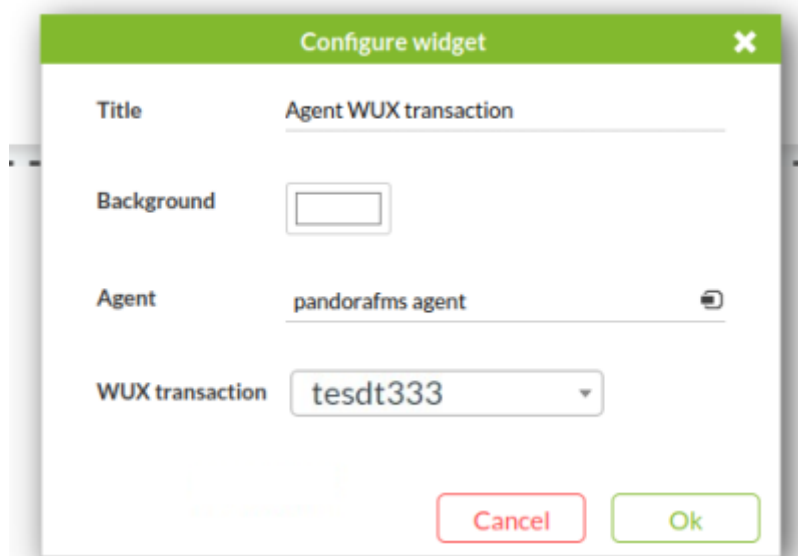 Configure widget
Title Agent WUX transaction
Background
Agent pandorafms agent
WUX transaction tesdt333
Cancel Ok